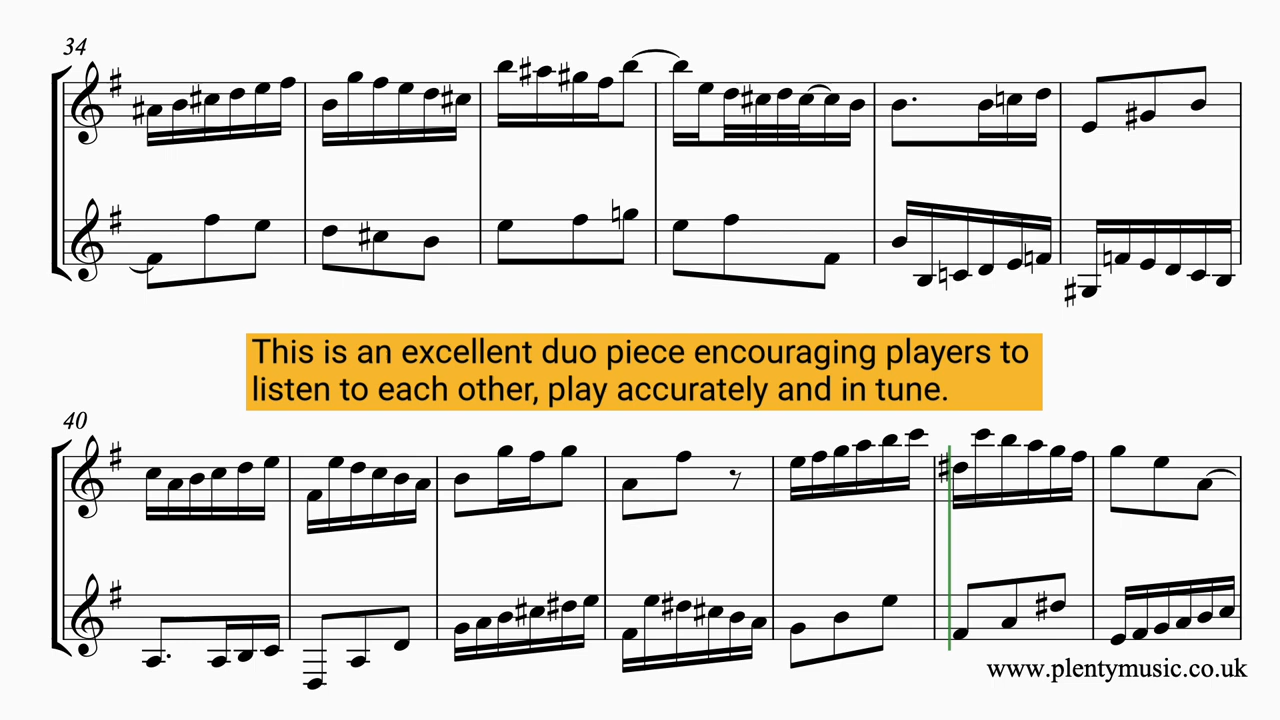 34
This is an excellent duo piece encouraging players to
listen to each other, play accurately and in tune.
40
www.plentymusic.co.uk